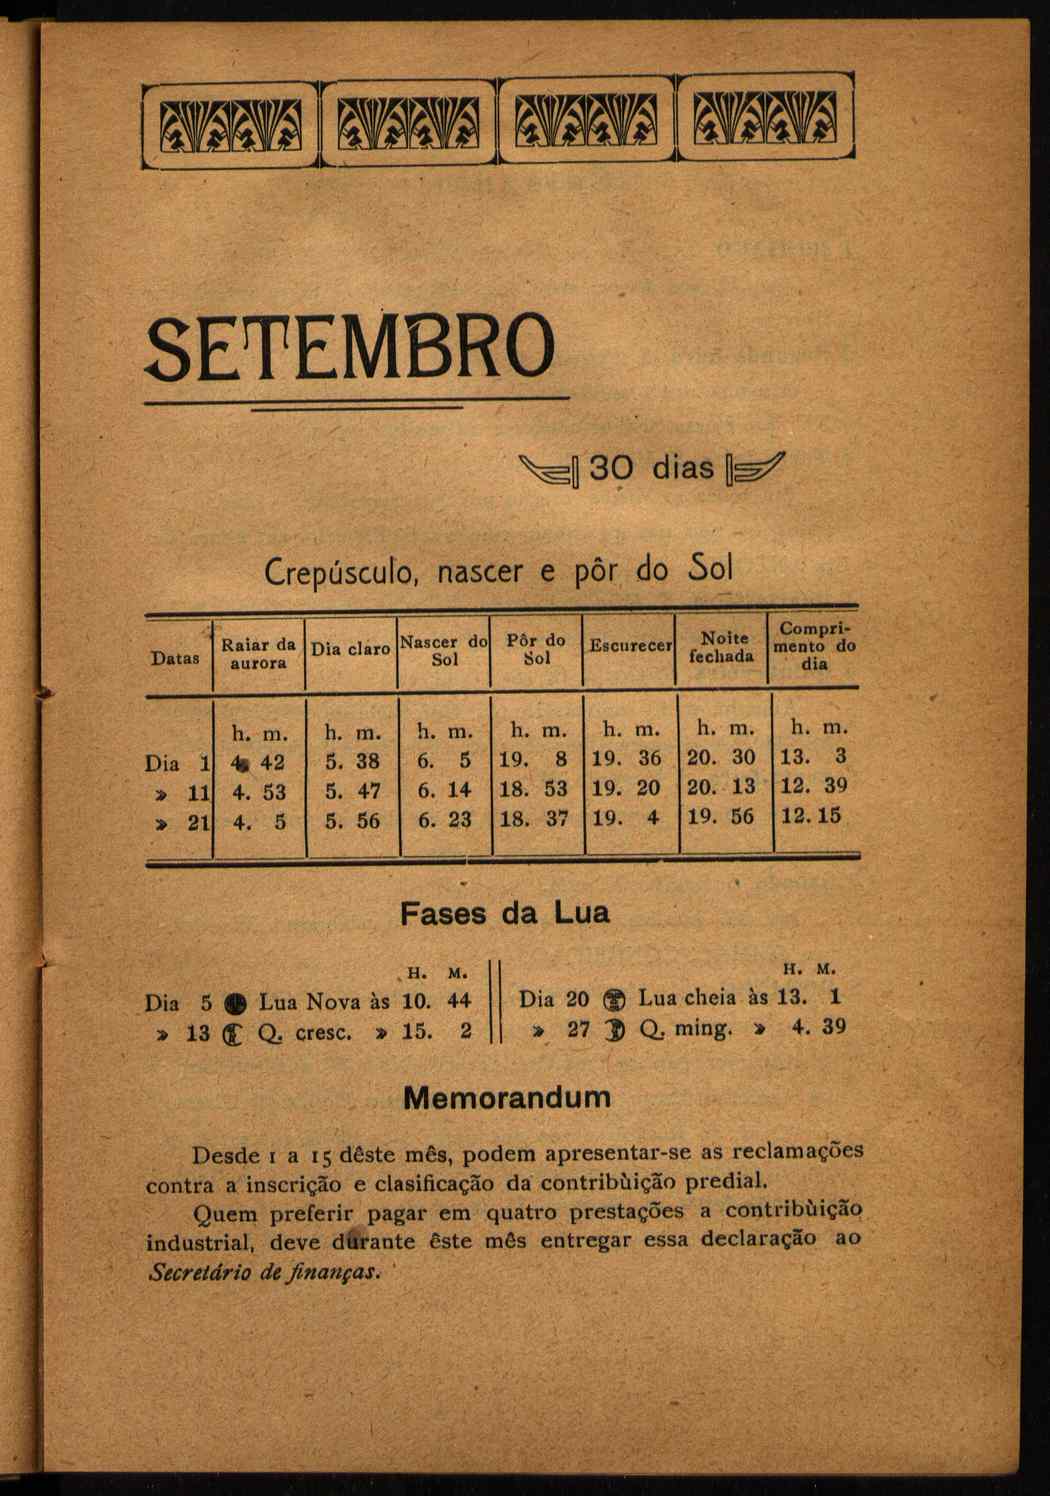 SETEMBRO
30 dias
Crepúsculo, nascer e pôr do Sol
Datas | Raiar da aurora | Dia claro | Nascer do Sol | Pôr do Sol | Escurecer | Noite fechada | Compri-mento do dia
h. m. | h. m. | h. m. | h. m. | h. m. | h. m. | h. m.
Dia 1 | 4. 42 | 5. 38 | 6. 5 | 19. 8 | 19. 36 | 20. 30 | 13. 3
» 11 | 4. 53 | 5. 47 | 6. 14 | 18. 53 | 19. 20 | 20. 13 | 12. 39
» 21 | 4. 5 | 5. 56 | 6. 23 | 18. 37 | 19. 4 | 19. 56 | 12. 15
Fases da Lua
H. M.
Dia 5 Lua Nova às 10. 44
» 13 Q. cresc. » 15. 2
H. M.
Dia 20 Lua cheia às 13. 1
» 27 Q. ming. » 4. 39
Memorandum
Desde 1 a 15 dêste mês, podem apresentar-se as reclamações
contra a inscrição e clasificação da contribùição predial.
Quem preferir pagar em quatro prestações a contribùição
industrial, deve durante êste mês entregar essa declaração ao
Secretário de finanças.